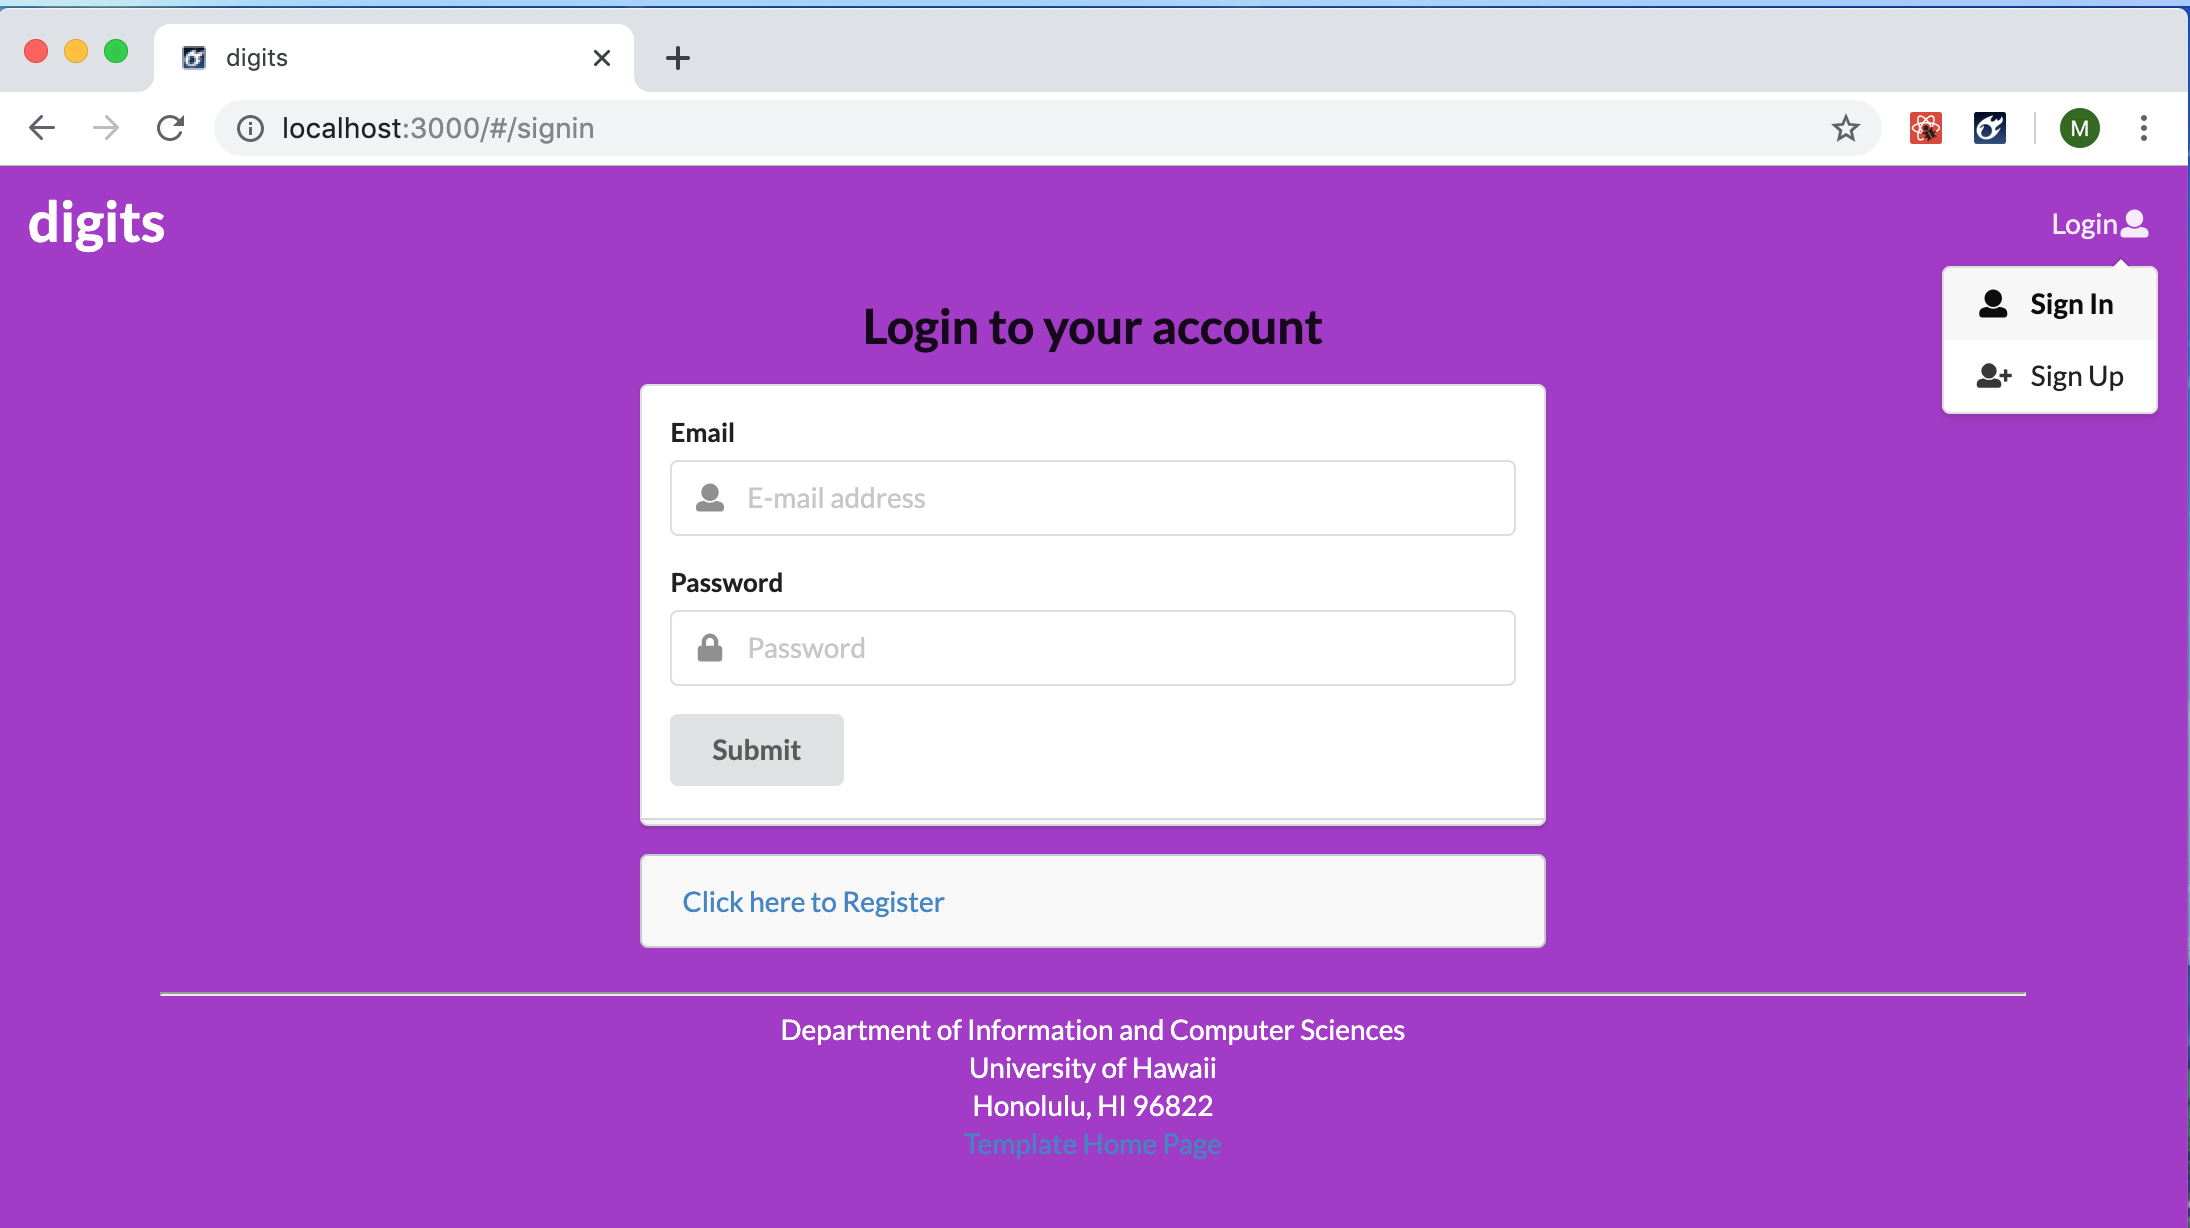 digits
localhost:3000/#/signin
M
digits
Login
Sign In
Sign Up
Login to your account
Email
E-mail address
Password
Password
Submit
Click here to Register
Department of Information and Computer Sciences
University of Hawaii
Honolulu, HI 96822
Template Home Page